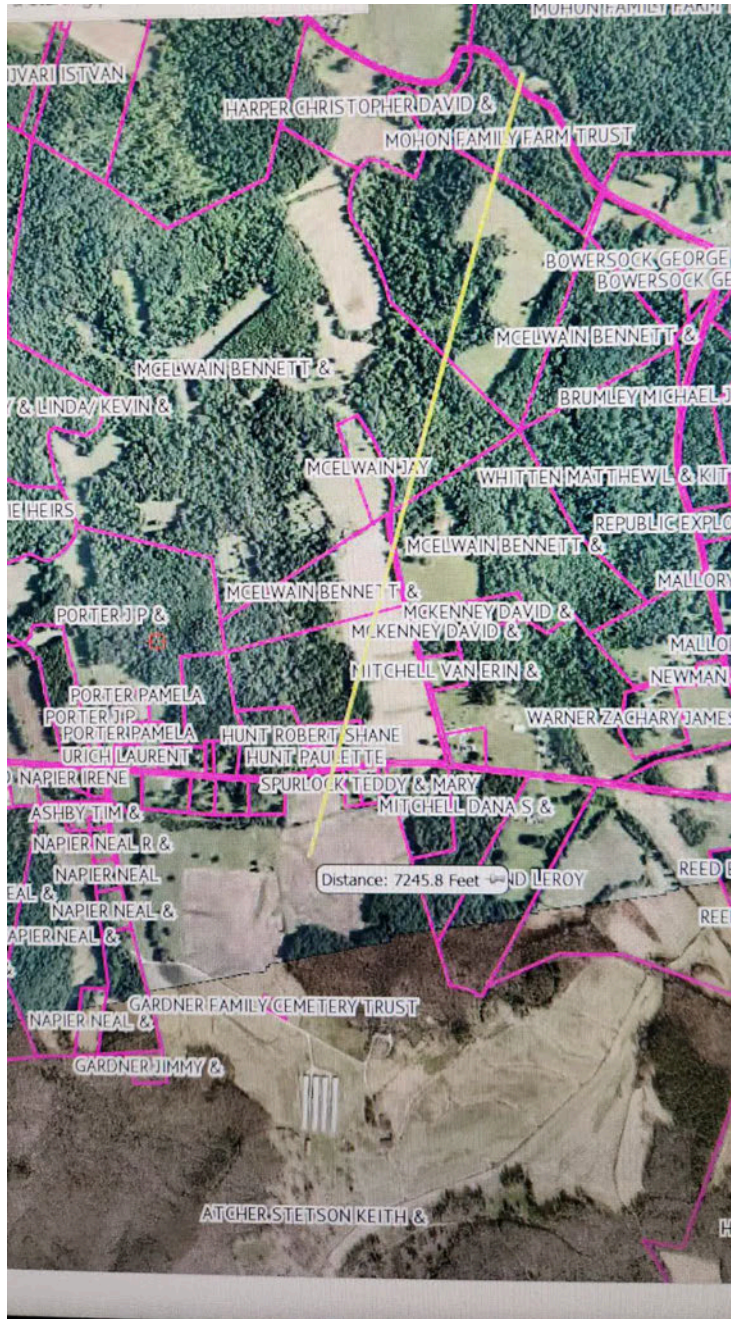 MOHON FAMILY FARM
JVARI ISTVAN
HARPER CHRISTOPHER DAVID &
MOHON FAMILY FARM TRUST
BOWERSOCK GEORGE
BOWERSOCK GE
MCELWAIN BENNETT &
MCELWAIN BENNETT &
BRUMLEY MICHAEL J
Y & LINDA/KEVIN &
MCELWAIN JAY
WHITTEN MATTHEW L & KIT
IE HEIRS
REPUBLIC EXPLO
MCELWAIN BENNETT &
MALLORY
MCELWAIN BENNETT &
PORTER J P &
MCKENNEY DAVID &
MCKENNEY DAVID &
MALLO
MITCHELL VAN ERIN &
NEWMAN
PORTER PAMELA
PORTER J P
WARNER ZACHARY JAMES
PORTER PAMELA
HUNT ROBERT SHANE
URICH LAURENT
HUNT PAULETTE
NAPIER IRENE
SPURLOCK TEDDY & MARY
MITCHELL DANA S &
ASHBY TIM &
NAPIER NEAL R &
NAPIER NEAL
Distance: 7245.8 Feet
ND LEROY
REED
EAL &
NAPIER NEAL &
REE
APIER NEAL &
GARDNER FAMILY CEMETERY TRUST
NAPIER NEAL &
GARDNER JIMMY &
ATCHER STETSON KEITH &
H